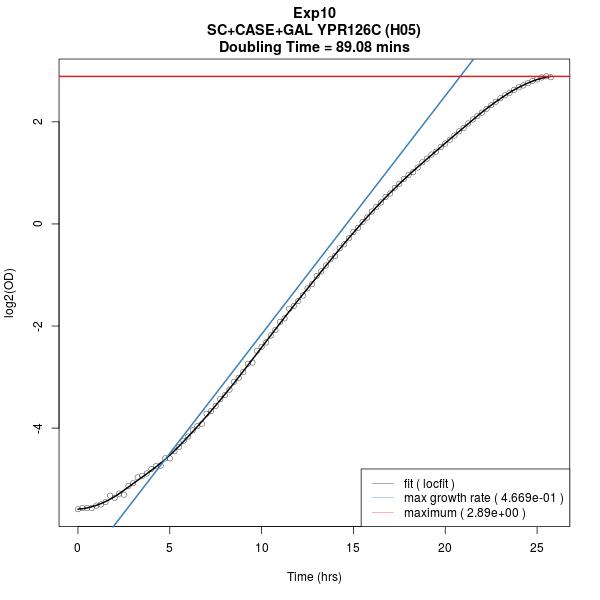 Exp10
SC+CASE+GAL YPR126C (H05)
Doubling Time = 89.08 mins
log2(OD)
2
0
-2
-4
0 5 10 15 20 25
Time (hrs)
fit ( locfit )
max growth rate ( 4.669e-01 )
maximum ( 2.89e+00 )